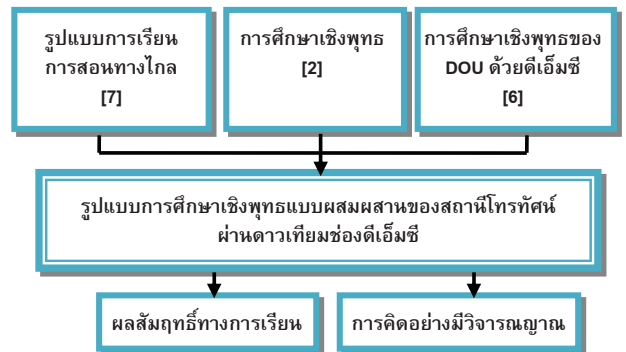 รูปแบบการเรียน
การสอนทางไกล
[7]
การศึกษาเชิงพุทธ
[2]
การศึกษาเชิงพุทธของ
DOU ด้วยดีเอ็มซี
[6]
รูปแบบการศึกษาเชิงพุทธแบบผสมผสานของสถานีโทรทัศน์
ผ่านดาวเทียมช่องดีเอ็มซี
ผลสัมฤทธิ์ทางการเรียน
การคิดอย่างมีวิจารณญาณ